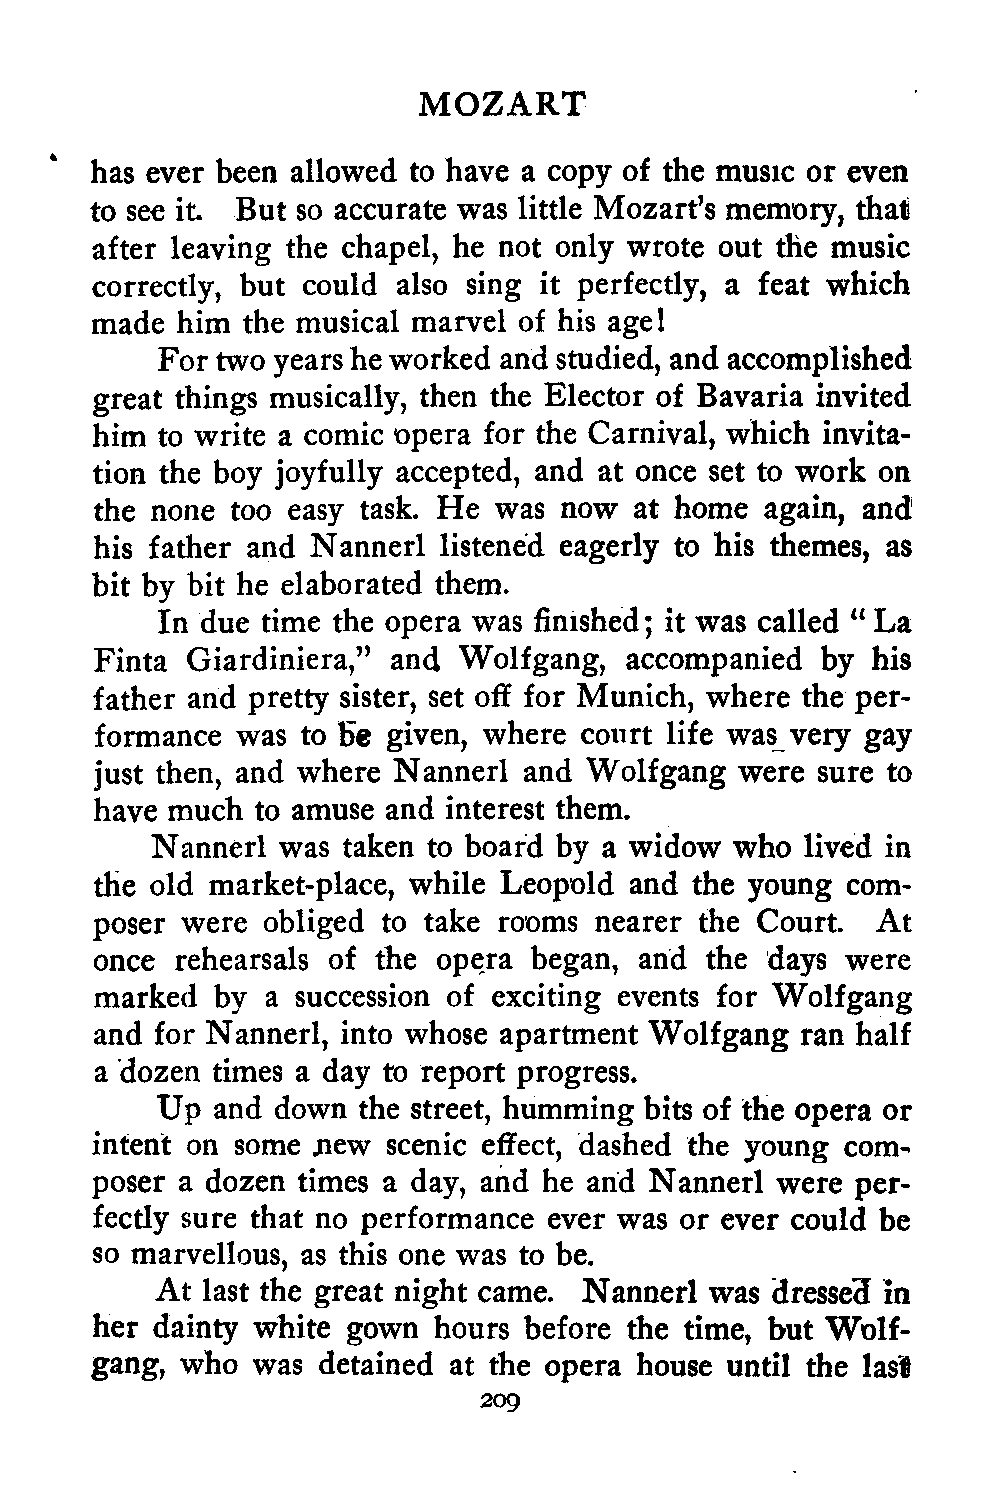 MOZART
has ever been allowed to have a copy of the music or even
to see it. But so accurate was little Mozart's memory, that
after leaving the chapel, he not only wrote out the music
correctly, but could also sing it perfectly, a feat which
made him the musical marvel of his age!
For two years he worked and studied, and accomplished
great things musically, then the Elector of Bavaria invited
him to write a comic opera for the Carnival, which invita-
tion the boy joyfully accepted, and at once set to work on
the none too easy task. He was now at home again, and
his father and Nannerl listened eagerly to his themes, as
bit by bit he elaborated them.
In due time the opera was finished; it was called " La
Finta Giardiniera," and Wolfgang, accompanied by his
father and pretty sister, set off for Munich, where the per-
formance was to be given, where court life was very gay
just then, and where Nannerl and Wolfgang were sure to
have much to amuse and interest them.
Nannerl was taken to board by a widow who lived in
the old market-place, while Leopold and the young com-
poser were obliged to take rooms nearer the Court. At
once rehearsals of the opera began, and the days were
marked by a succession of exciting events for Wolfgang
and for Nannerl, into whose apartment Wolfgang ran half
a dozen times a day to report progress.
Up and down the street, humming bits of the opera or
intent on some new scenic effect, dashed the young com-
poser a dozen times a day, and he and Nannerl were per-
fectly sure that no performance ever was or ever could be
so marvellous, as this one was to be.
At last the great night came. Nannerl was dressed in
her dainty white gown hours before the time, but Wolf-
gang, who was detained at the opera house until the last
209